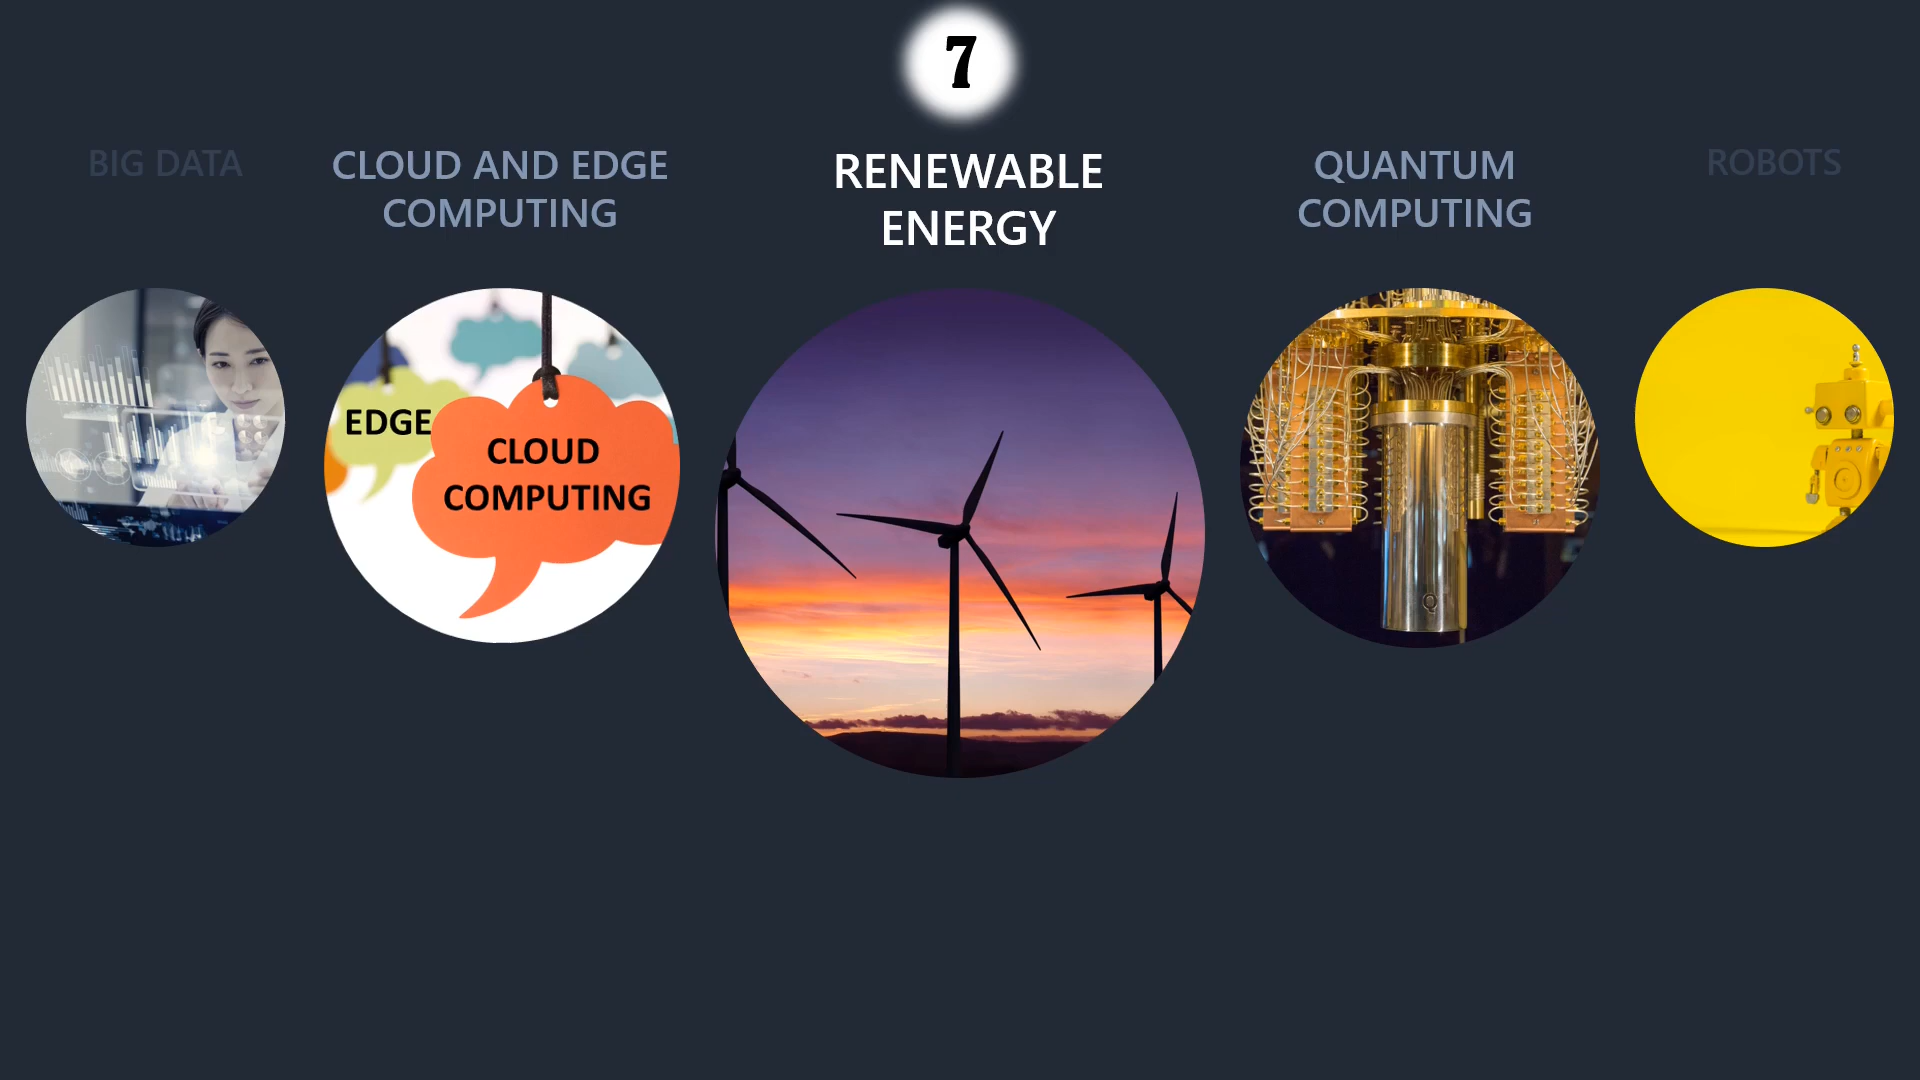 7
BIG DATA
CLOUD AND EDGE
COMPUTING
RENEWABLE
ENERGY
QUANTUM
COMPUTING
ROBOTS
EDGE
CLOUD
COMPUTING
Q